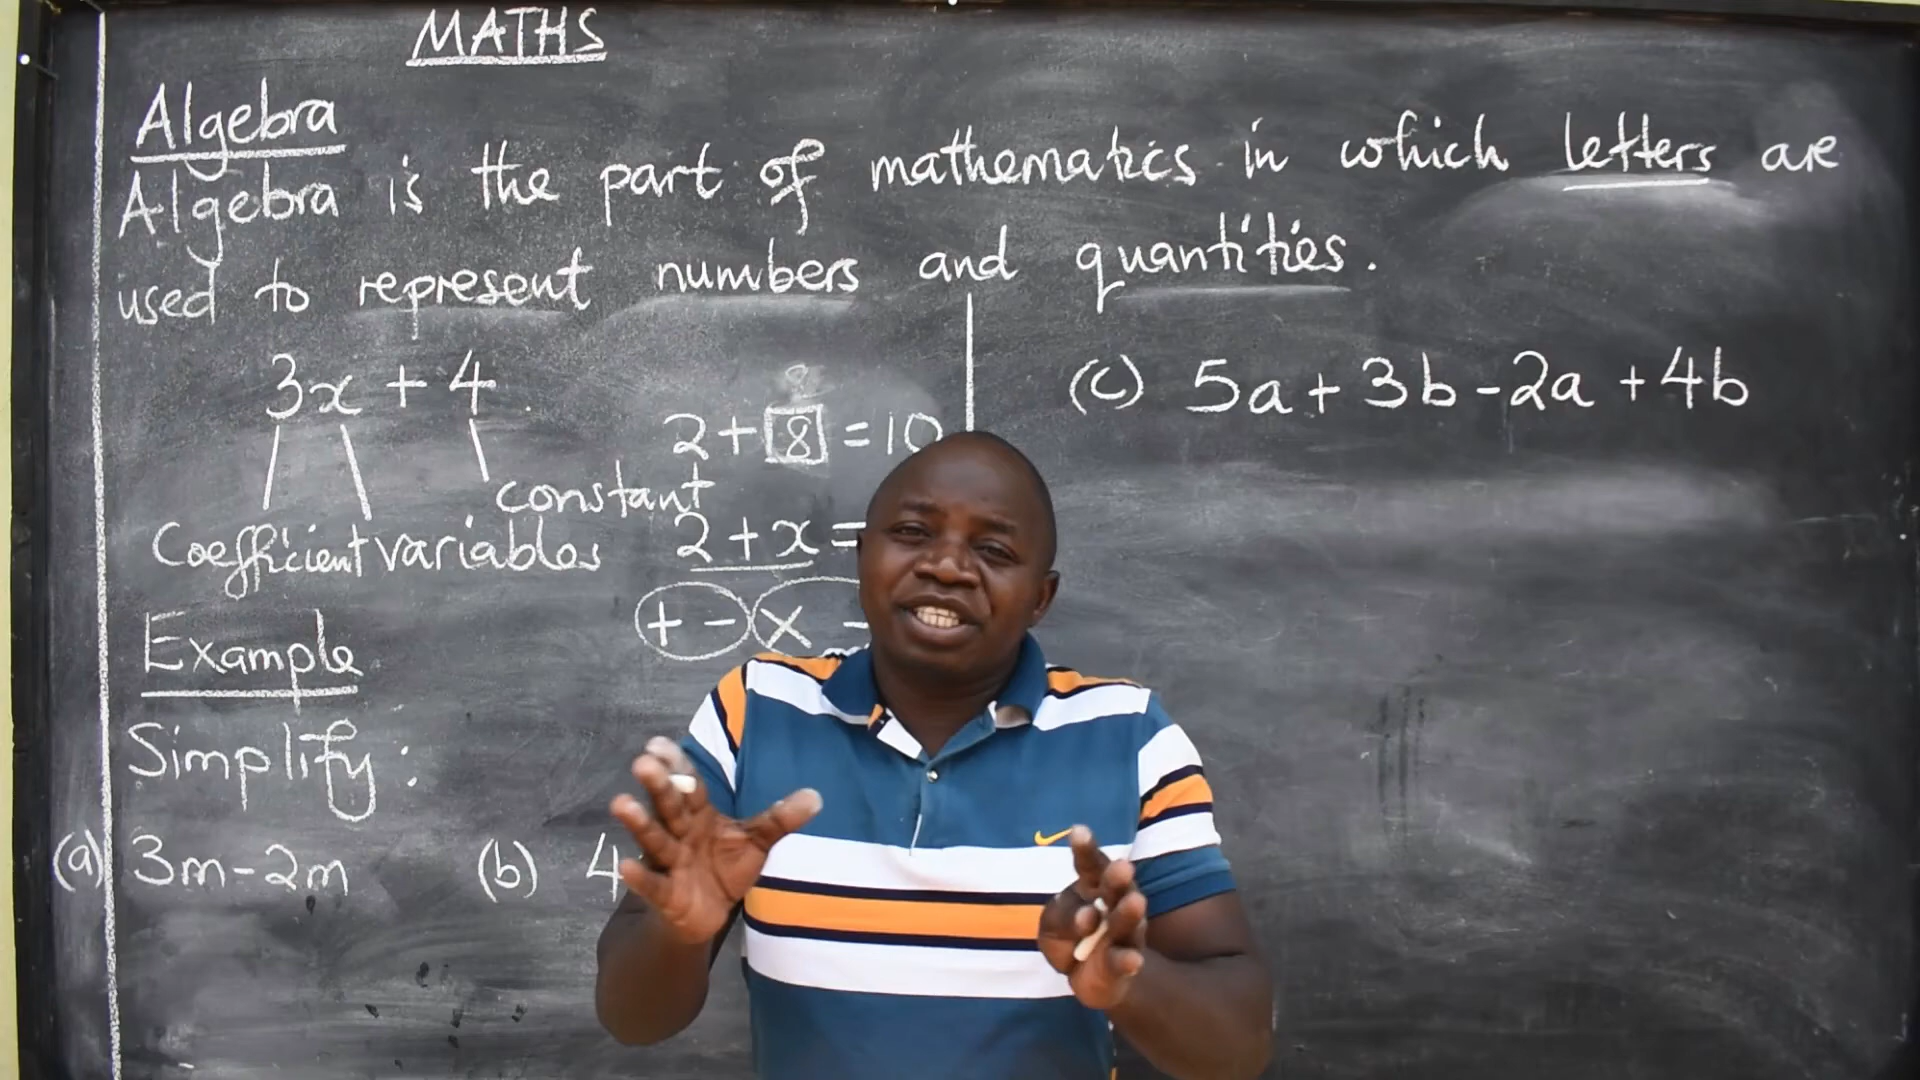 MATHS
Algebra
Algebra is the part of mathematics in which letters are
used to represent numbers and quantities.
3x + 4
constant
Coefficient variables
2 + 8 = 10
2 + x =
+ - x
Example
Simplify:
(a) 3m - 2m
(b) 4
(c) 5a + 3b - 2a + 4b